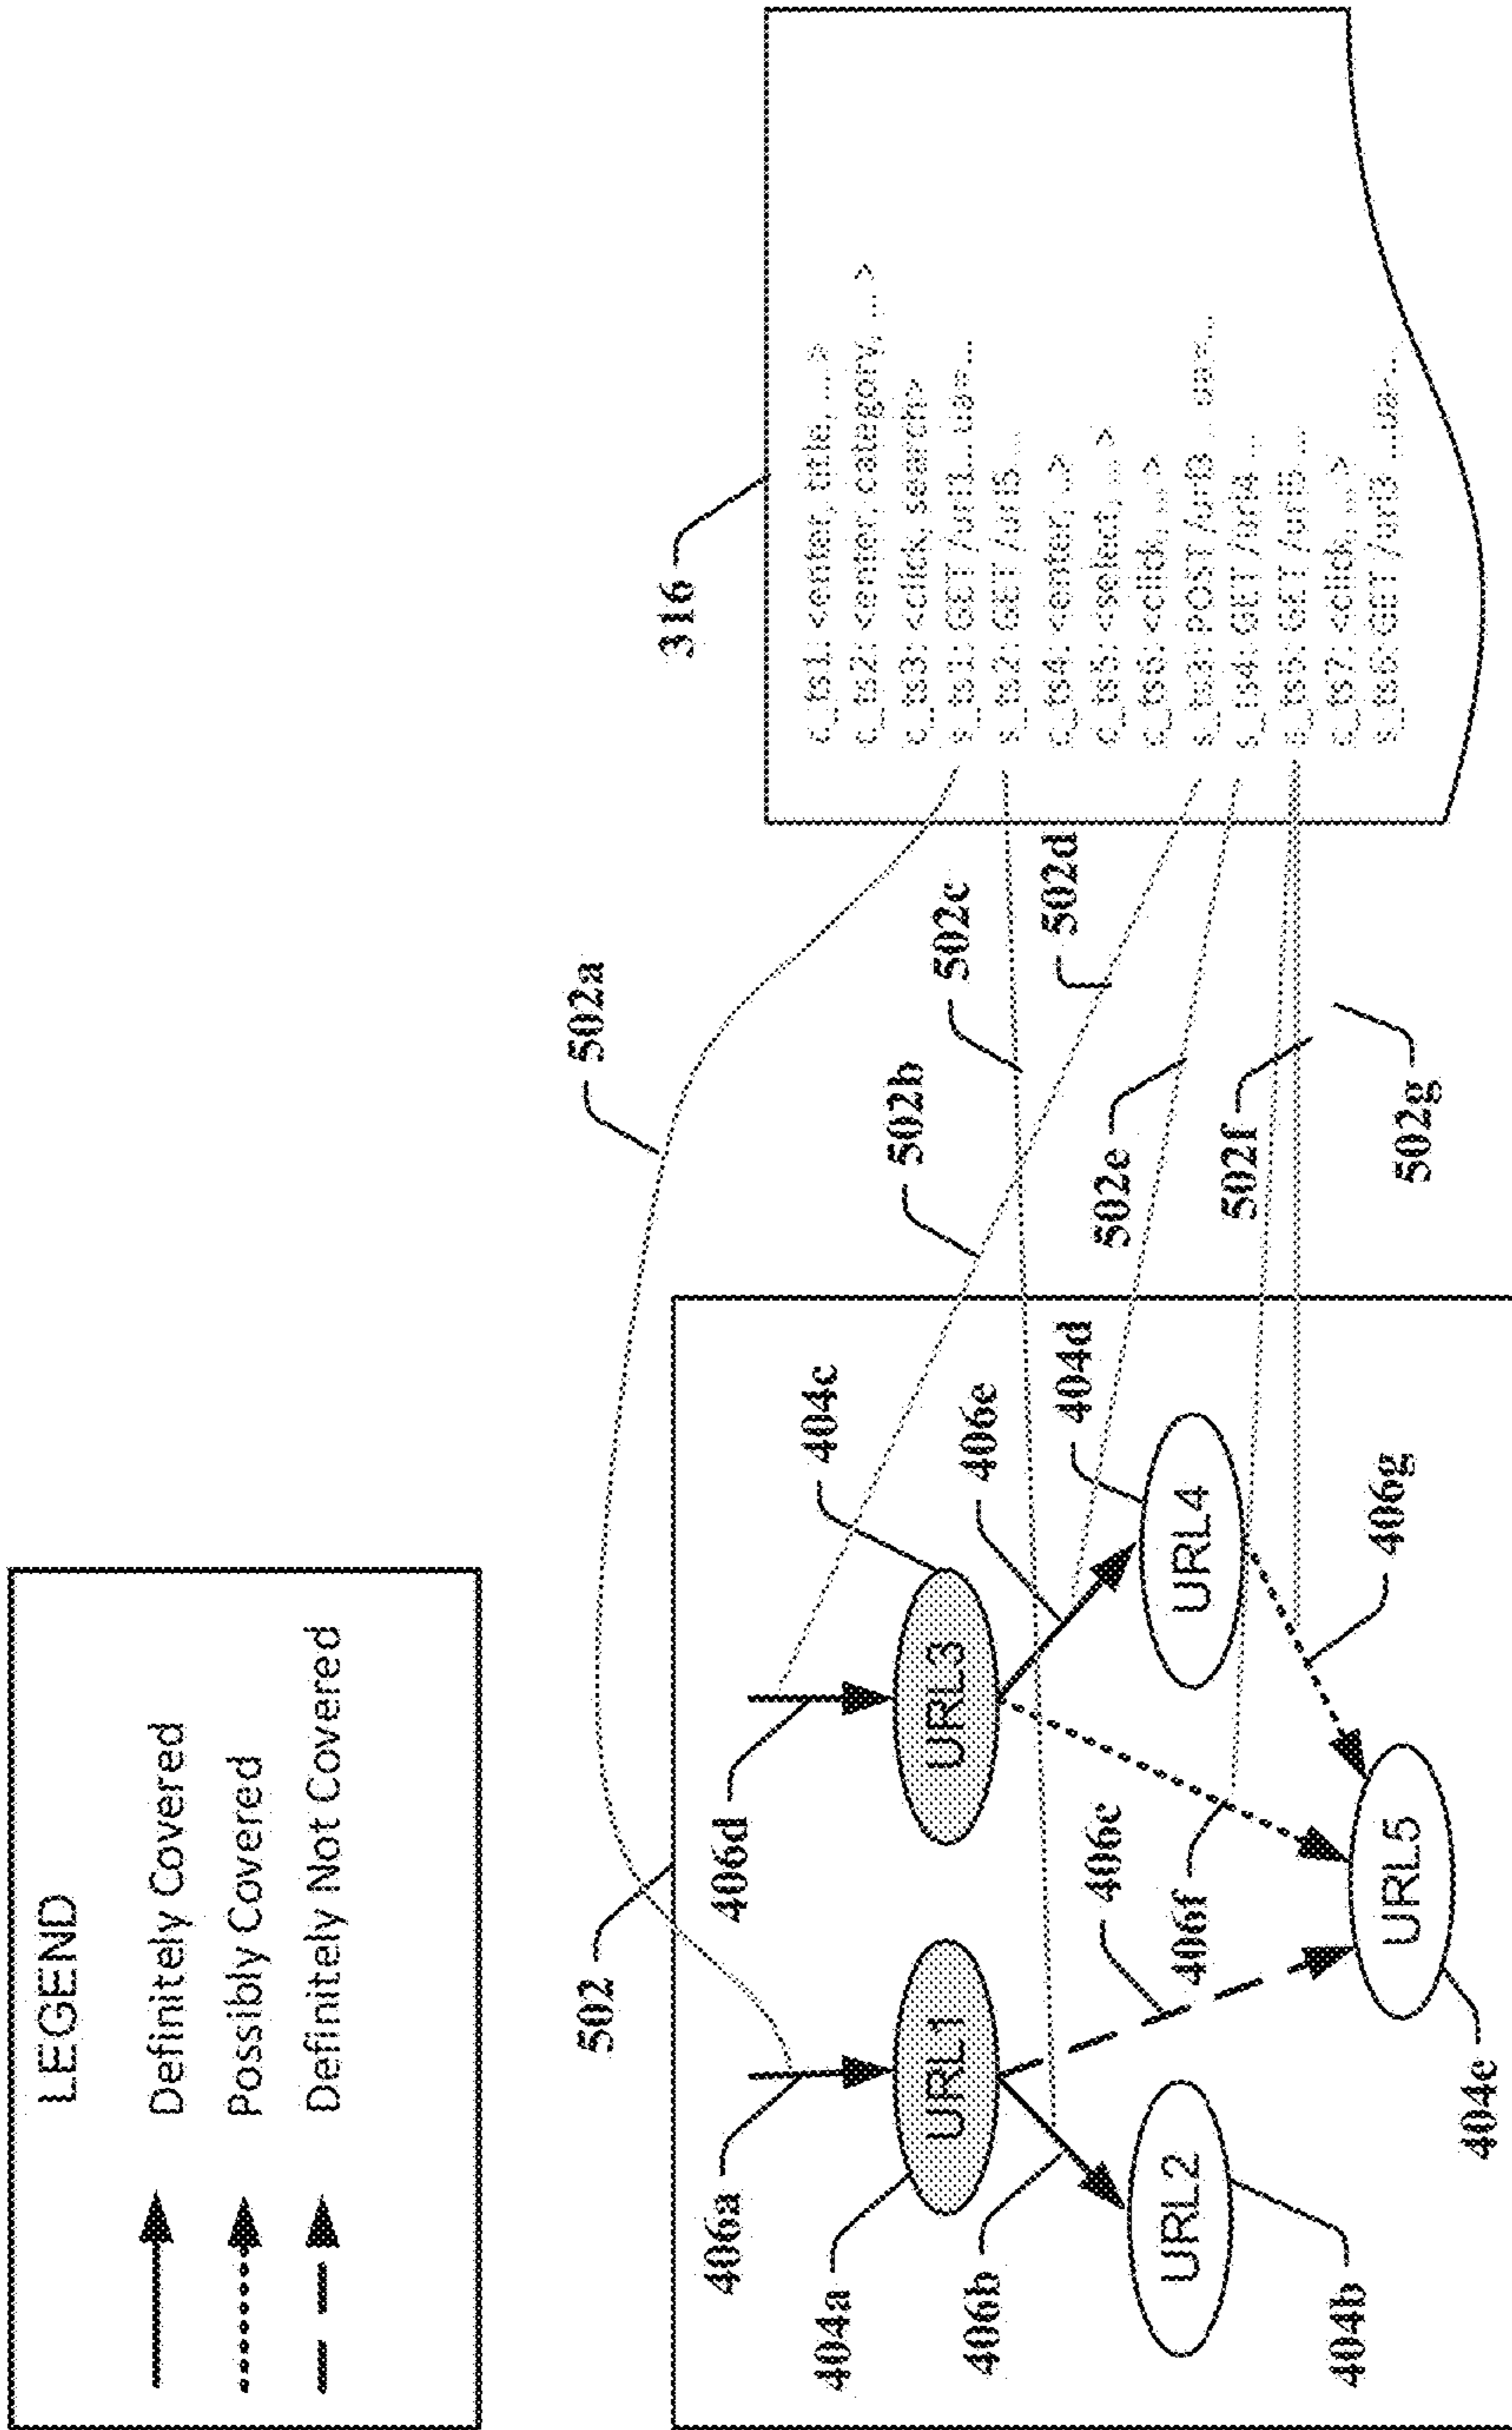 LEGEND
Definitely Covered
Possibly Covered
Definitely Not Covered
502
502a
316
406a
406d
404a
URL1
URL3
404c
406b
406e
404d
URL2
URL4
404b
406c
406f
406g
URL5
404e
502b
502c
502d
502e
502f
502g
c_ts1: <enter, title, ...>
c_ts2: <enter, category, ...>
c_ts3: <click, search>
s_ts1: GET /url1...ua=...
s_ts2: GET /url5...
c_ts4: <enter, ...>
c_ts5: <select, ... >
c_ts6: <click, ... >
s_ts3: POST /url3... ua=...
s_ts4: GET /url4...
s_ts5: GET /url5...
c_ts7: <click, ... >
s_ts6: GET /url3 ...ua=...